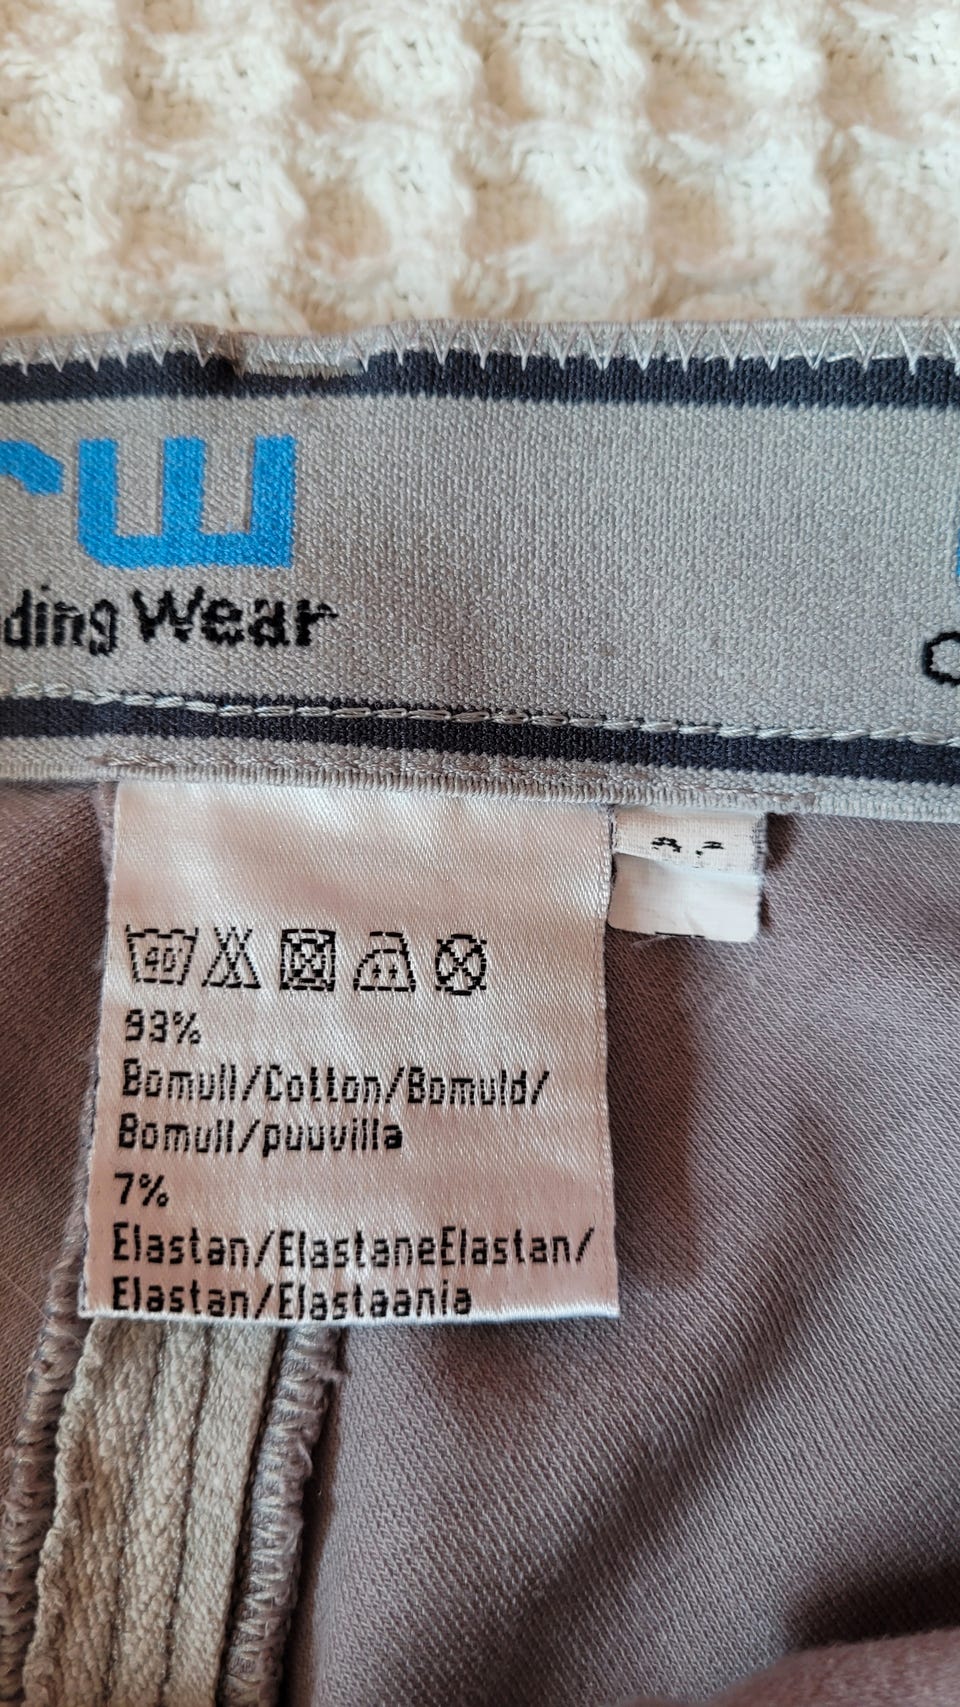 rw
ding Wear
C
40
93%
Bomull/Cotton/Bomuld/
Bomull/puuvilla
7%
Elastan/ElastaneElastan/
Elastan/Elastaania